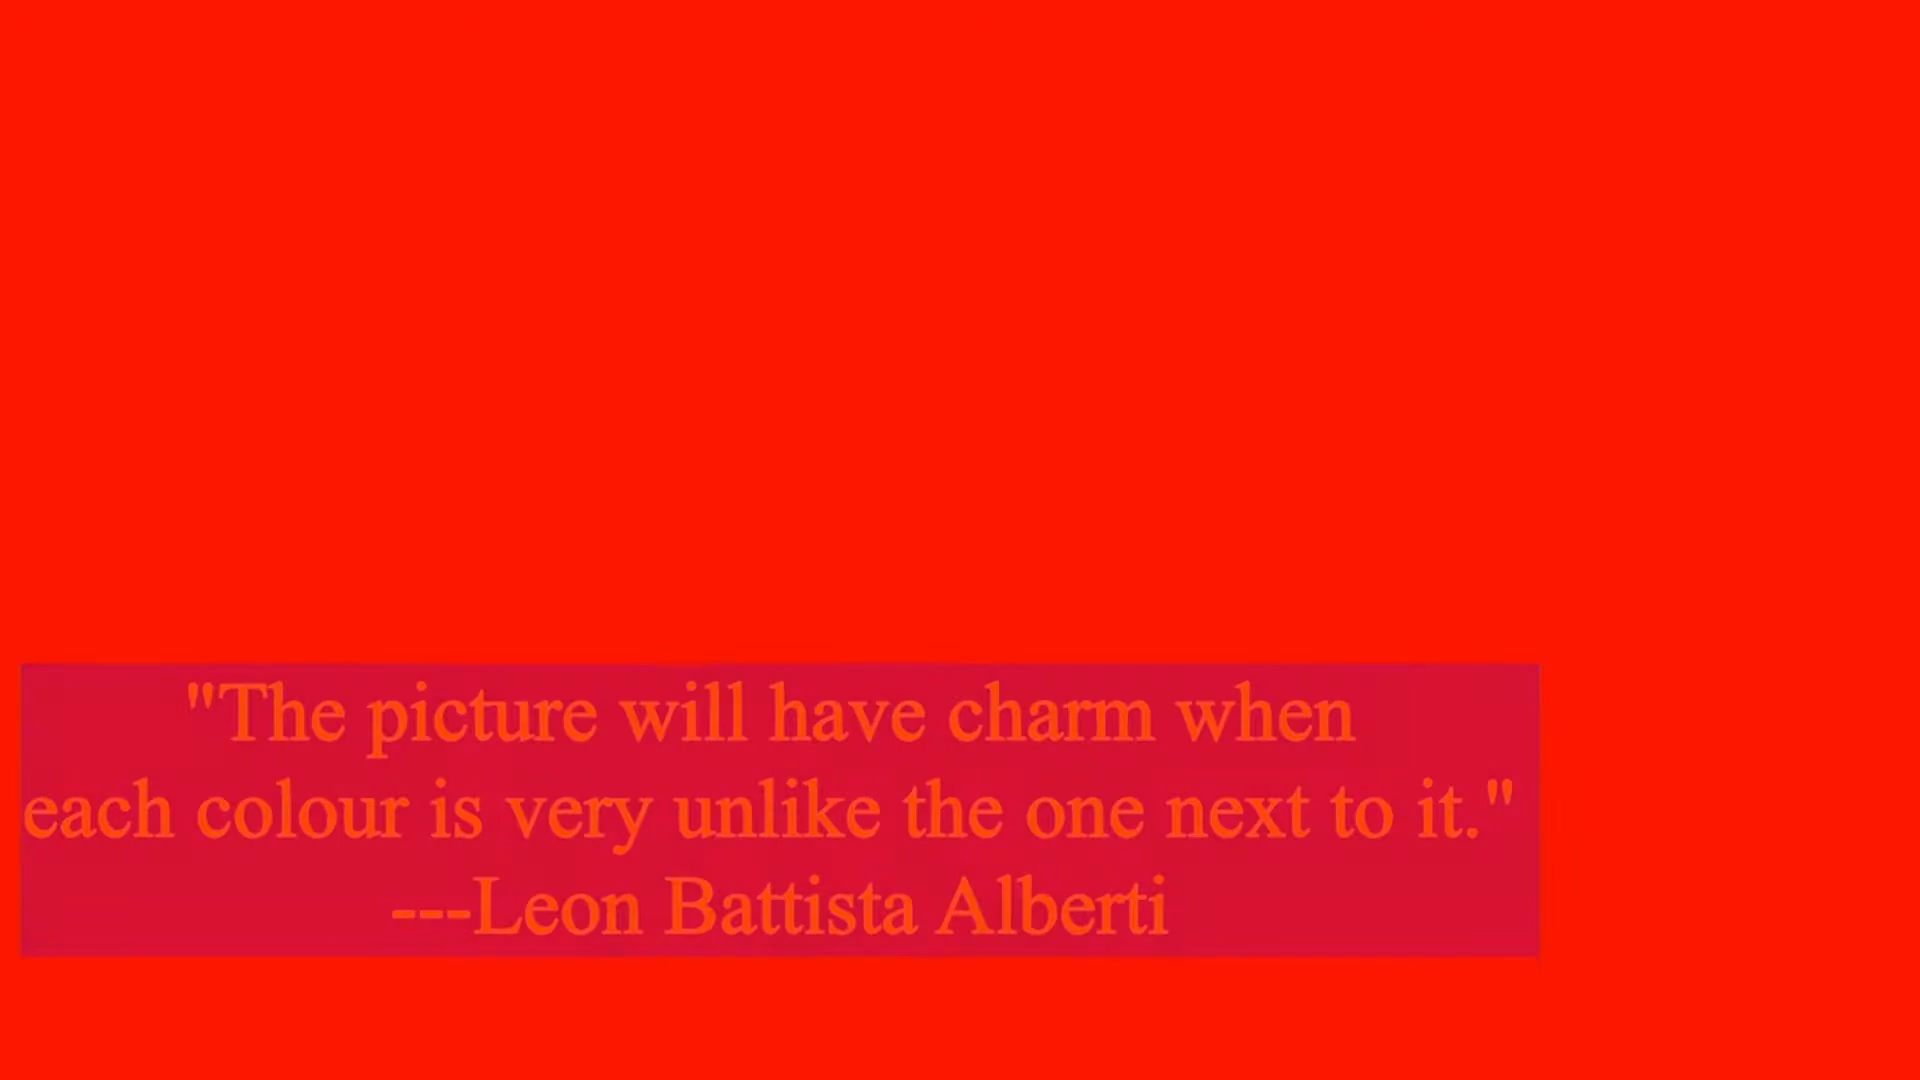 "The picture will have charm when
each colour is very unlike the one next to it."
---Leon Battista Alberti